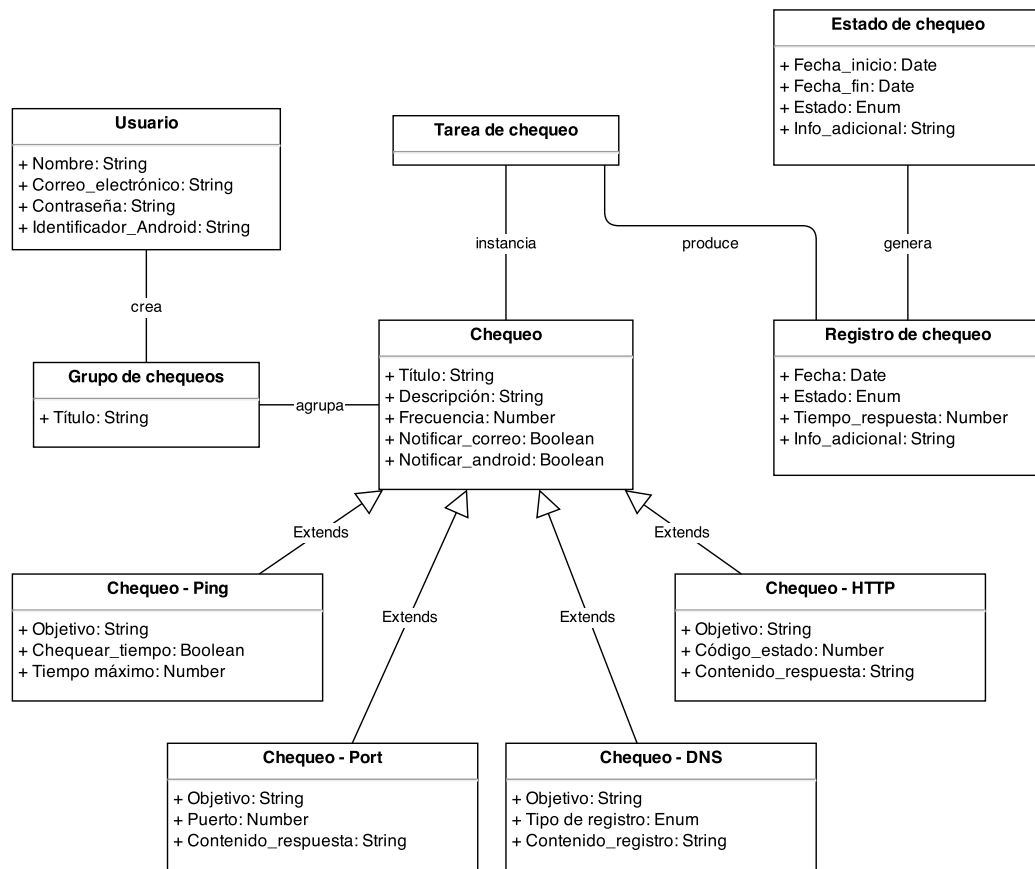 Estado de chequeo
+ Fecha_inicio: Date
+ Fecha_fin: Date
+ Estado: Enum
+ Info_adicional: String
Usuario
+ Nombre: String
+ Correo_electrónico: String
+ Contraseña: String
+ Identificador_Android: String
Tarea de chequeo
instancia
produce
genera
crea
Grupo de chequeos
+ Título: String
agrupa
Chequeo
+ Título: String
+ Descripción: String
+ Frecuencia: Number
+ Notificar_correo: Boolean
+ Notificar_android: Boolean
Registro de chequeo
+ Fecha: Date
+ Estado: Enum
+ Tiempo_respuesta: Number
+ Info_adicional: String
Extends
Extends
Extends
Extends
Chequeo - Ping
+ Objetivo: String
+ Chequear_tiempo: Boolean
+ Tiempo máximo: Number
Chequeo - HTTP
+ Objetivo: String
+ Código_estado: Number
+ Contenido_respuesta: String
Chequeo - Port
+ Objetivo: String
+ Puerto: Number
+ Contenido_respuesta: String
Chequeo - DNS
+ Objetivo: String
+ Tipo de registro: Enum
+ Contenido_registro: String